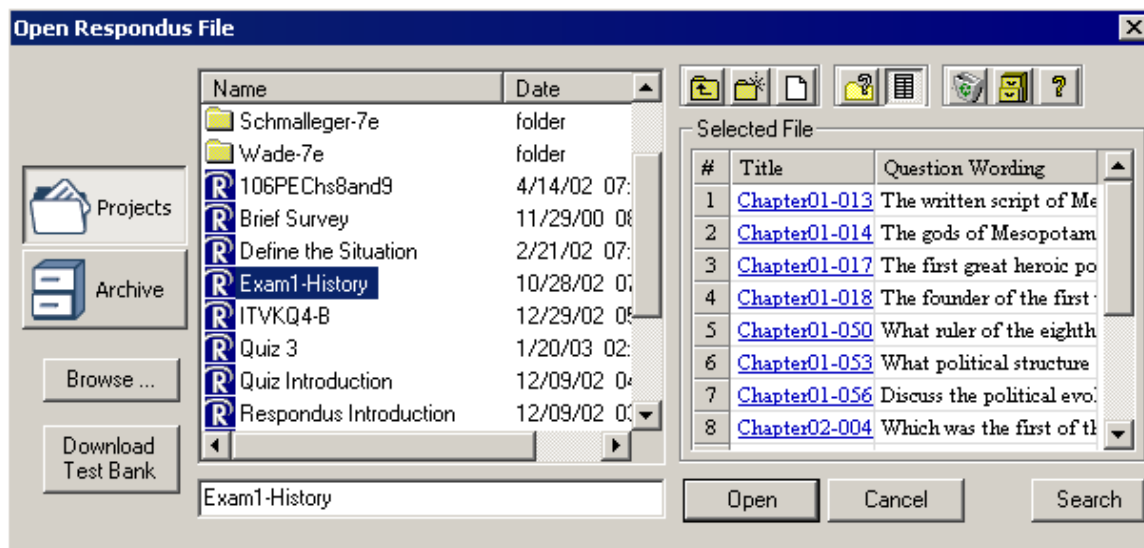 Open Respondus File
Projects
Archive
Browse ...
Download
Test Bank
Name Date
Schmalleger-7e folder
Wade-7e folder
106PEChs8and9 4/14/02 07:
Brief Survey 11/29/00 08
Define the Situation 2/21/02 07:
Exam1-History 10/28/02 07
ITVKQ4-B 12/29/02 05
Quiz 3 1/20/03 02:
Quiz Introduction 12/09/02 04
Respondus Introduction 12/09/02 03
Exam1-History
Selected File
# Title Question Wording
1 Chapter01-013 The written script of Me
2 Chapter01-014 The gods of Mesopotam
3 Chapter01-017 The first great heroic po
4 Chapter01-018 The founder of the first
5 Chapter01-050 What ruler of the eighth
6 Chapter01-053 What political structure
7 Chapter01-056 Discuss the political evol
8 Chapter02-004 Which was the first of th
Open Cancel Search